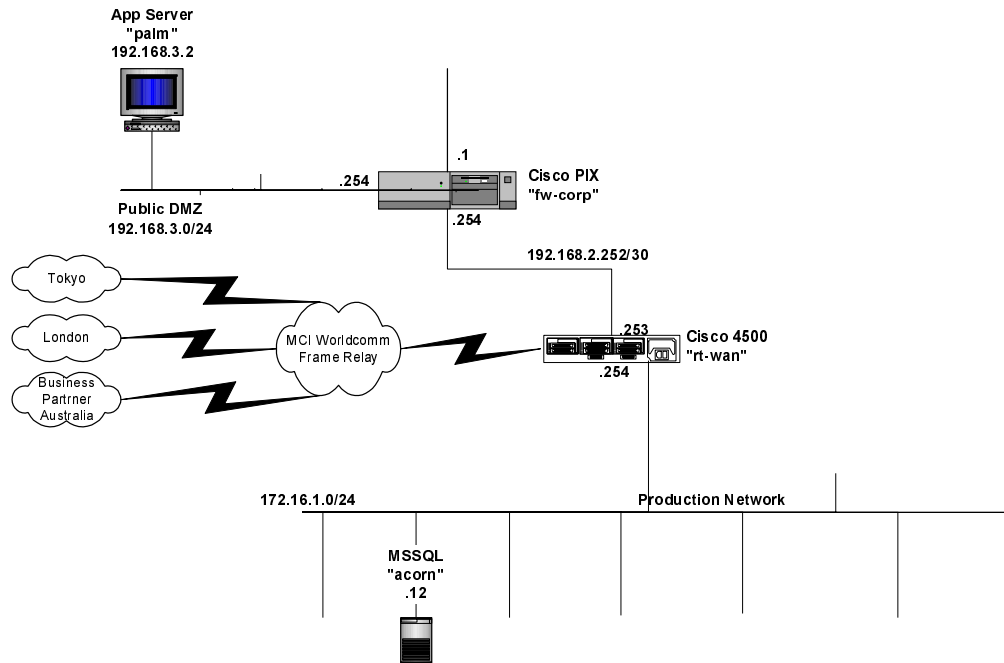 App Server
"palm"
192.168.3.2
.1
.254
Cisco PIX
"fw-corp"
.254
Public DMZ
192.168.3.0/24
192.168.2.252/30
Tokyo
London
Business
Partrner
Australia
MCI Worldcomm
Frame Relay
.253
Cisco 4500
"rt-wan"
.254
172.16.1.0/24
Production Network
MSSQL
"acorn"
.12